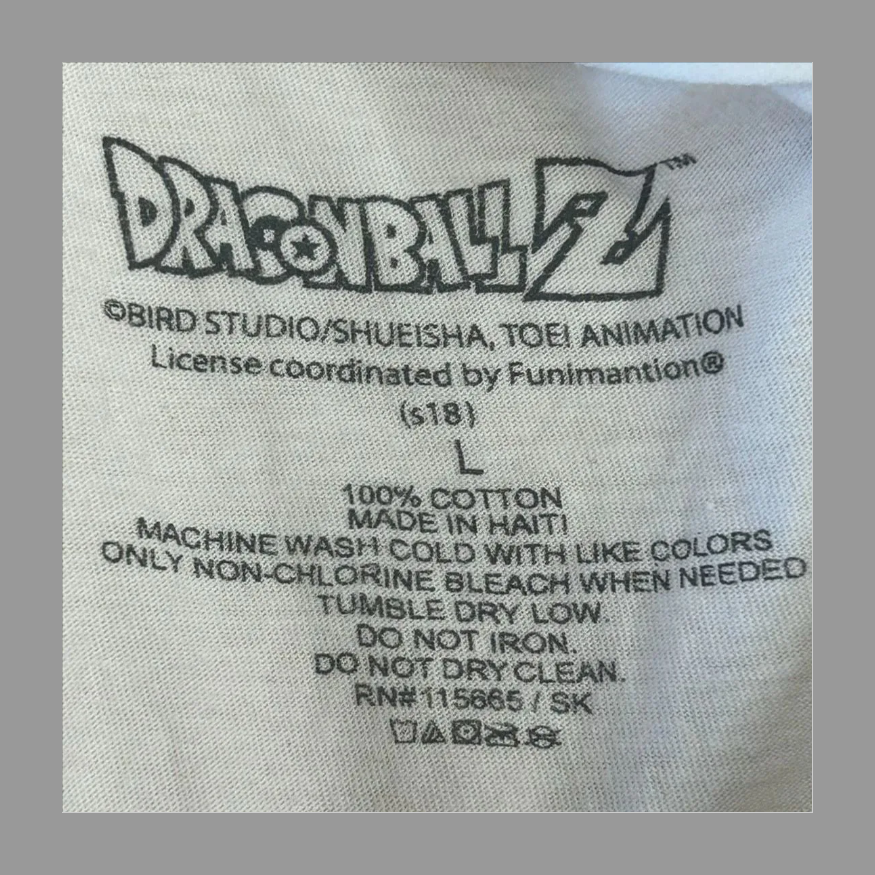 DRAGONBALL Z™
©BIRD STUDIO/SHUEISHA, TOEI ANIMATION
License coordinated by Funimantion®
(s18)
L
100% COTTON
MADE IN HAITI
MACHINE WASH COLD WITH LIKE COLORS
ONLY NON-CHLORINE BLEACH WHEN NEEDED
TUMBLE DRY LOW.
DO NOT IRON.
DO NOT DRY CLEAN.
RN#115665 / SK